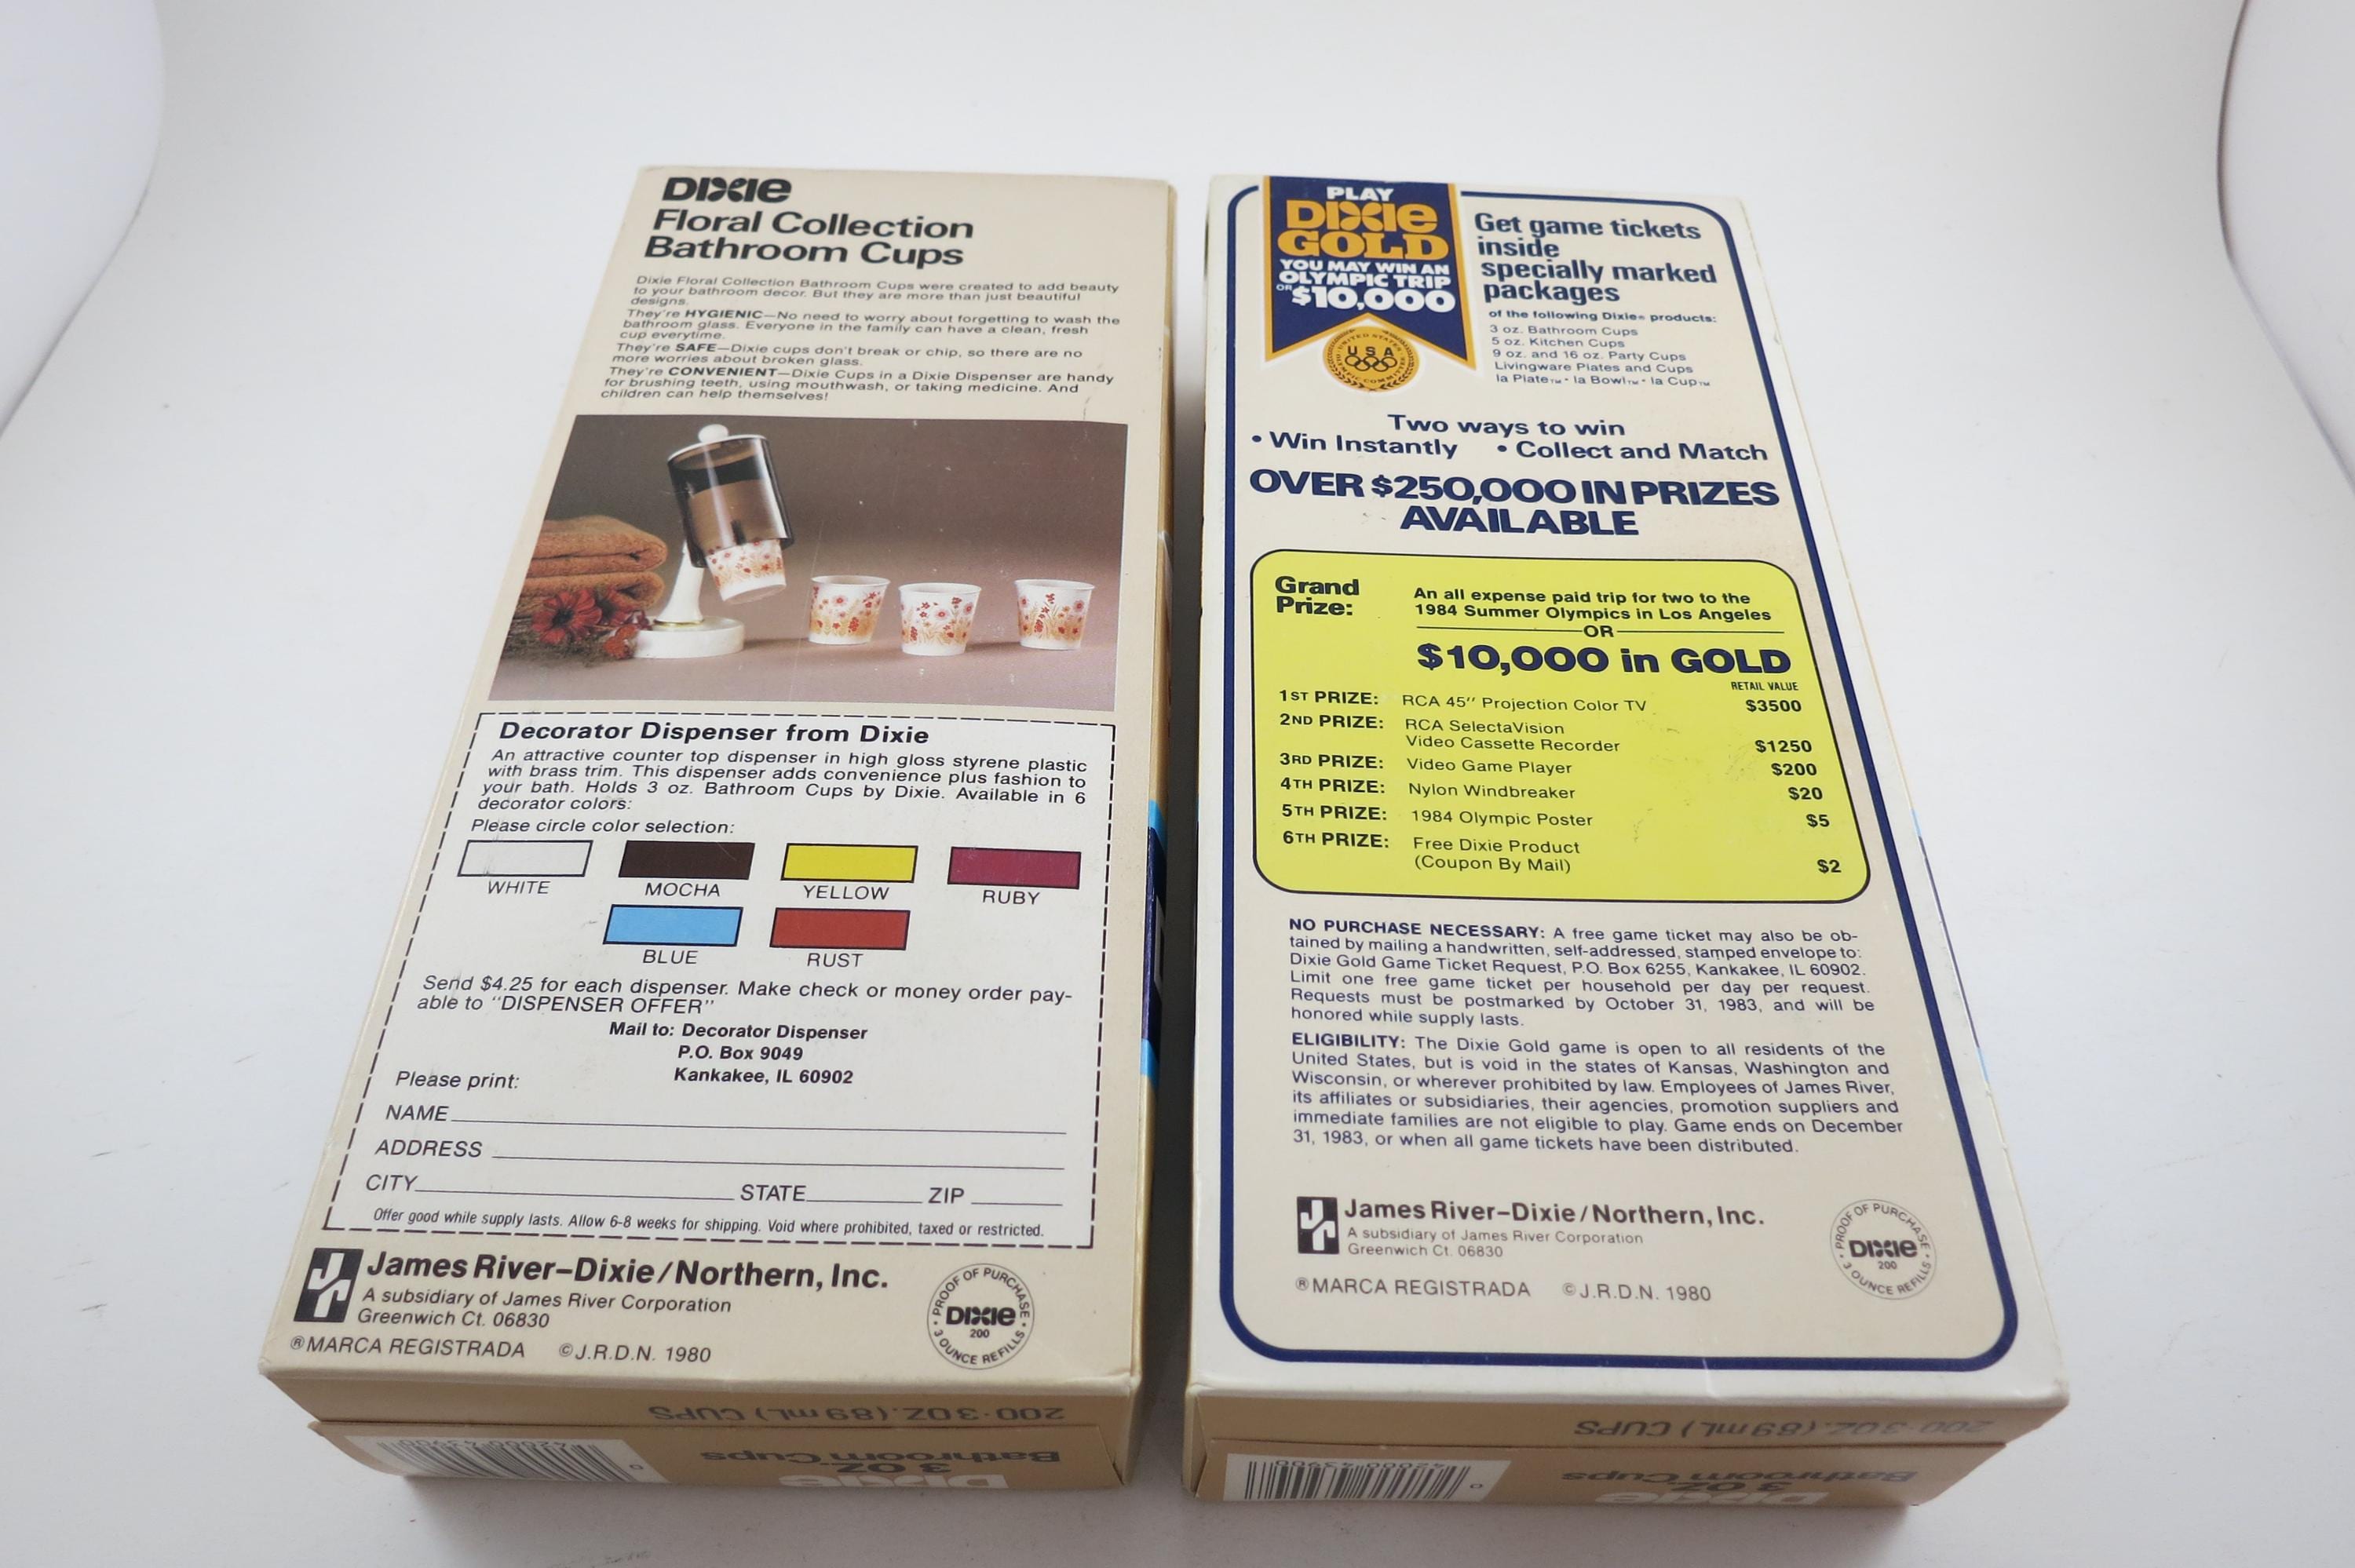 DIXIE
Floral Collection
Bathroom Cups
Dixie Floral Collection Bathroom Cups were created to add beauty
to your bathroom decor. But they are more than just beautiful
designs.
They're HYGIENIC—No need to worry about forgetting to wash the
bathroom glass. Everyone in the family can have a clean, fresh
cup everytime.
They're SAFE—Dixie cups don't break or chip, so there are no
more worries about broken glass.
They're CONVENIENT—Dixie Cups in a Dixie Dispenser are handy
for brushing teeth, using mouthwash, or taking medicine. And
children can help themselves!
Decorator Dispenser from Dixie
An attractive counter top dispenser in high gloss styrene plastic
with brass trim. This dispenser adds convenience plus fashion to
your bath. Holds 3 oz. Bathroom Cups by Dixie. Available in 6
decorator colors:
Please circle color selection:
WHITE MOCHA YELLOW RUBY
BLUE RUST
Send $4.25 for each dispenser. Make check or money order pay-
able to "DISPENSER OFFER"
Mail to: Decorator Dispenser
P.O. Box 9049
Kankakee, IL 60902
Please print:
NAME
ADDRESS
CITY STATE ZIP
Offer good while supply lasts. Allow 6-8 weeks for shipping. Void where prohibited, taxed or restricted.
James River-Dixie/Northern, Inc.
A subsidiary of James River Corporation
Greenwich Ct. 06830
®MARCA REGISTRADA ©J.R.D.N. 1980
PROOF OF PURCHASE
DIXIE
200
3 OUNCE REFILLS
200-3OZ.(89mL) CUPS
DIXIE
3 OZ.
Bathroom Cups
PLAY
DIXIE
GOLD
YOU MAY WIN AN
OLYMPIC TRIP
OR $10,000
UNITED STATES
USA
Get game tickets
inside
specially marked
packages
of the following Dixie® products:
3 oz. Bathroom Cups
5 oz. Kitchen Cups
9 oz. and 16 oz. Party Cups
Livingware Plates and Cups
la Plate™ • la Bowl™ • la Cup™
Two ways to win
• Win Instantly • Collect and Match
OVER $250,000 IN PRIZES
AVAILABLE
Grand
Prize:
An all expense paid trip for two to the
1984 Summer Olympics in Los Angeles
OR
$10,000 in GOLD
RETAIL VALUE
1ST PRIZE: RCA 45" Projection Color TV $3500
2ND PRIZE: RCA SelectaVision
Video Cassette Recorder $1250
3RD PRIZE: Video Game Player $200
4TH PRIZE: Nylon Windbreaker $20
5TH PRIZE: 1984 Olympic Poster $5
6TH PRIZE: Free Dixie Product
(Coupon By Mail) $2
NO PURCHASE NECESSARY: A free game ticket may also be ob-
tained by mailing a handwritten, self-addressed, stamped envelope to:
Dixie Gold Game Ticket Request, P.O. Box 6255, Kankakee, IL 60902.
Limit one free game ticket per household per day per request.
Requests must be postmarked by October 31, 1983, and will be
honored while supply lasts.
ELIGIBILITY: The Dixie Gold game is open to all residents of the
United States, but is void in the states of Kansas, Washington and
Wisconsin, or wherever prohibited by law. Employees of James River,
its affiliates or subsidiaries, their agencies, promotion suppliers and
immediate families are not eligible to play. Game ends on December
31, 1983, or when all game tickets have been distributed.
James River-Dixie/Northern, Inc.
A subsidiary of James River Corporation
Greenwich Ct. 06830
®MARCA REGISTRADA ©J.R.D.N. 1980
PROOF OF PURCHASE
DIXIE
200
3 OUNCE REFILLS
200-3OZ.(89mL) CUPS
DIXIE
3 OZ
Bathroom Cups